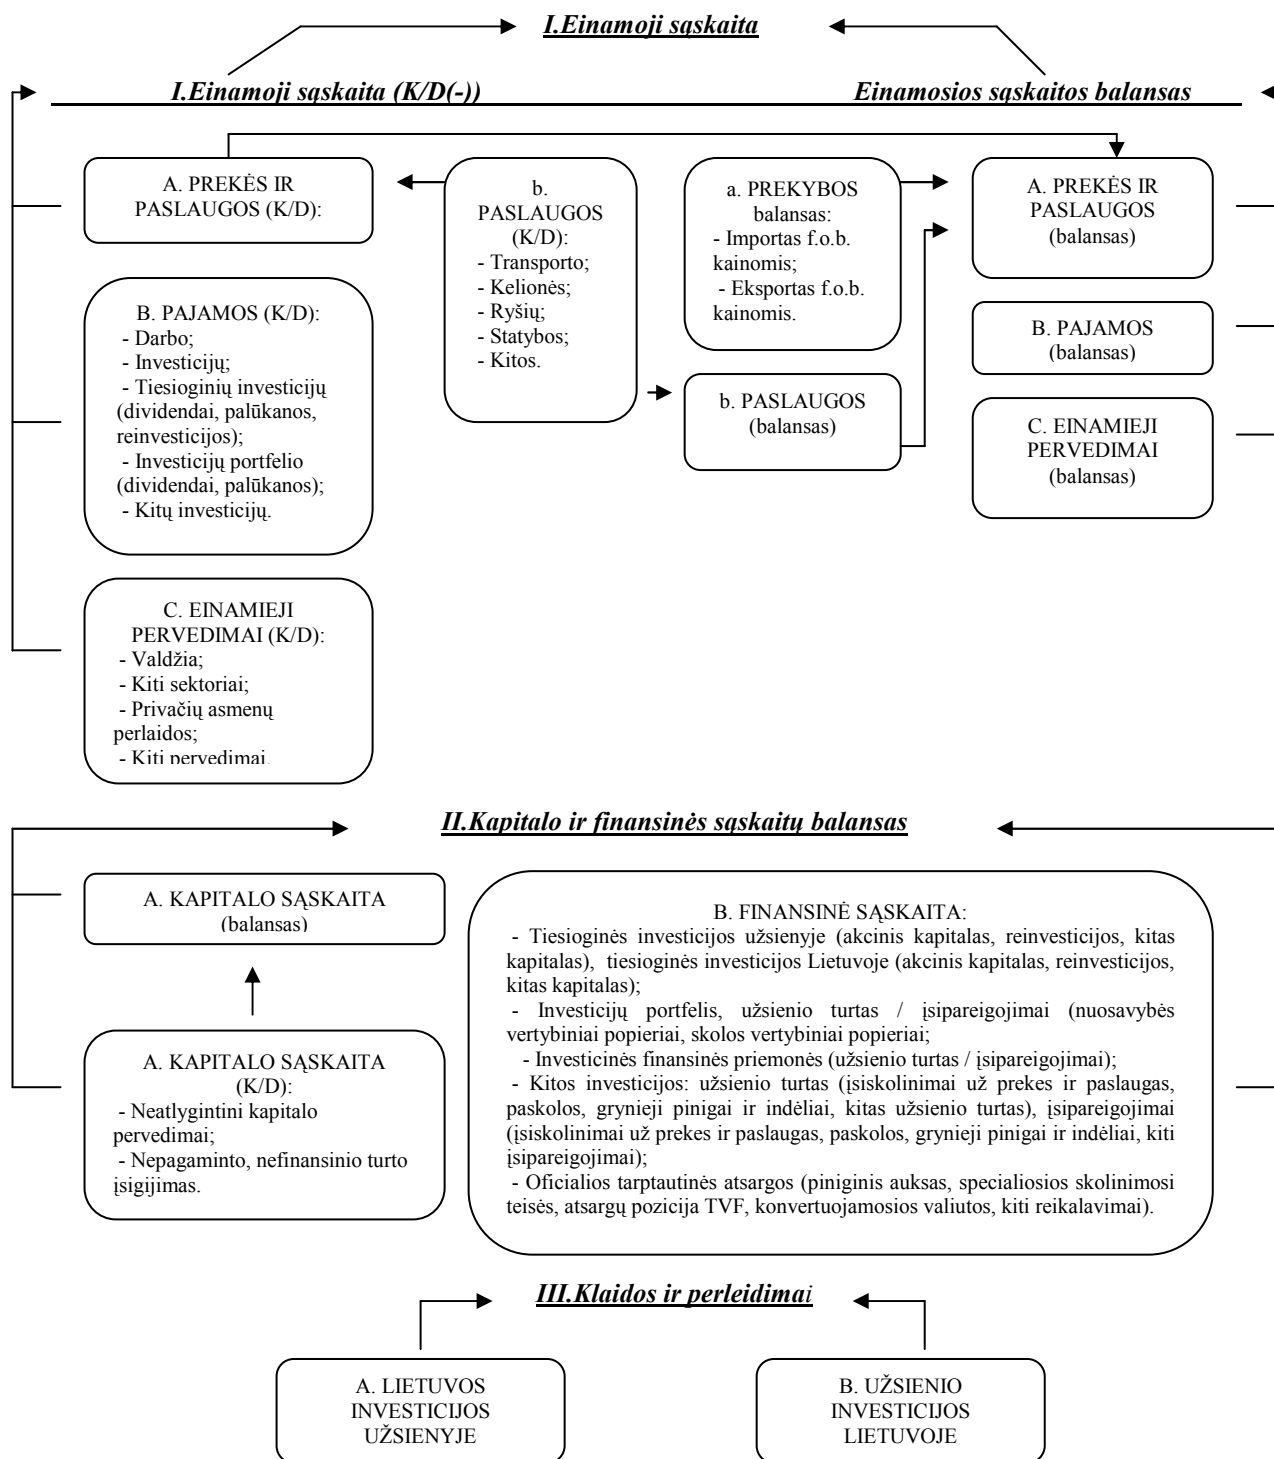 I.Einamoji sąskaita
I.Einamoji sąskaita (K/D(-))
Einamosios sąskaitos balansas
A. PREKĖS IR
PASLAUGOS (K/D):
B. PAJAMOS (K/D):
- Darbo;
- Investicijų;
- Tiesioginių investicijų
(dividendai, palūkanos,
reinvesticijos);
- Investicijų portfelio
(dividendai, palūkanos);
- Kitų investicijų.
C. EINAMIEJI
PERVEDIMAI (K/D):
- Valdžia;
- Kiti sektoriai;
- Privačių asmenų
perlaidos;
- Kiti pervedimai.
b.
PASLAUGOS
(K/D):
- Transporto;
- Kelionės;
- Ryšių;
- Statybos;
- Kitos.
a. PREKYBOS
balansas:
- Importas f.o.b.
kainomis;
- Eksportas f.o.b.
kainomis.
b. PASLAUGOS
(balansas)
A. PREKĖS IR
PASLAUGOS
(balansas)
B. PAJAMOS
(balansas)
C. EINAMIEJI
PERVEDIMAI
(balansas)
II.Kapitalo ir finansinės sąskaitų balansas
A. KAPITALO SĄSKAITA
(balansas)
A. KAPITALO SĄSKAITA
(K/D):
- Neatlygintini kapitalo
pervedimai;
- Nepagaminto, nefinansinio turto
įsigijimas.
B. FINANSINĖ SĄSKAITA:
- Tiesioginės investicijos užsienyje (akcinis kapitalas, reinvesticijos, kitas
kapitalas), tiesioginės investicijos Lietuvoje (akcinis kapitalas, reinvesticijos,
kitas kapitalas);
- Investicijų portfelis, užsienio turtas / įsipareigojimai (nuosavybės
vertybiniai popieriai, skolos vertybiniai popieriai;
- Investicinės finansinės priemonės (užsienio turtas / įsipareigojimai);
- Kitos investicijos: užsienio turtas (įsiskolinimai už prekes ir paslaugas,
paskolos, grynieji pinigai ir indėliai, kitas užsienio turtas), įsipareigojimai
(įsiskolinimai už prekes ir paslaugas, paskolos, grynieji pinigai ir indėliai, kiti
įsipareigojimai);
- Oficialios tarptautinės atsargos (piniginis auksas, specialiosios skolinimosi
teisės, atsargų pozicija TVF, konvertuojamosios valiutos, kiti reikalavimai).
III.Klaidos ir perleidimai
A. LIETUVOS
INVESTICIJOS
UŽSIENYJE
B. UŽSIENIO
INVESTICIJOS
LIETUVOJE